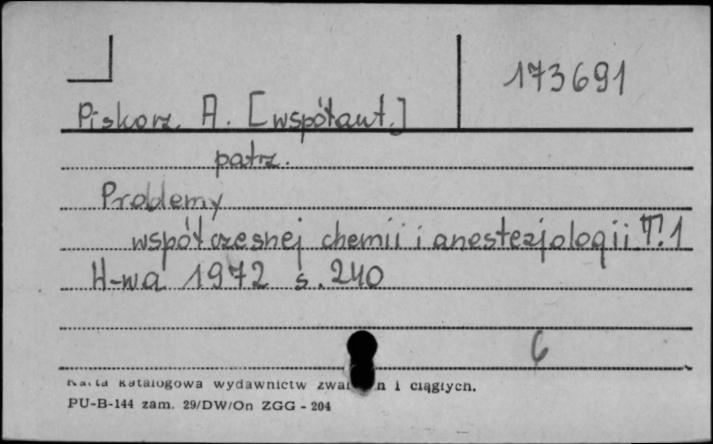 173691
Piskorz. A. [współaut.]
patrz.
Problemy
współczesnej chemii i anestezjologii T.1
W-wa 1972 s. 240
6
Karta katalogowa wydawnictw i ciągłych.
PU-B-144 zam. 29/DW/On ZGG - 204